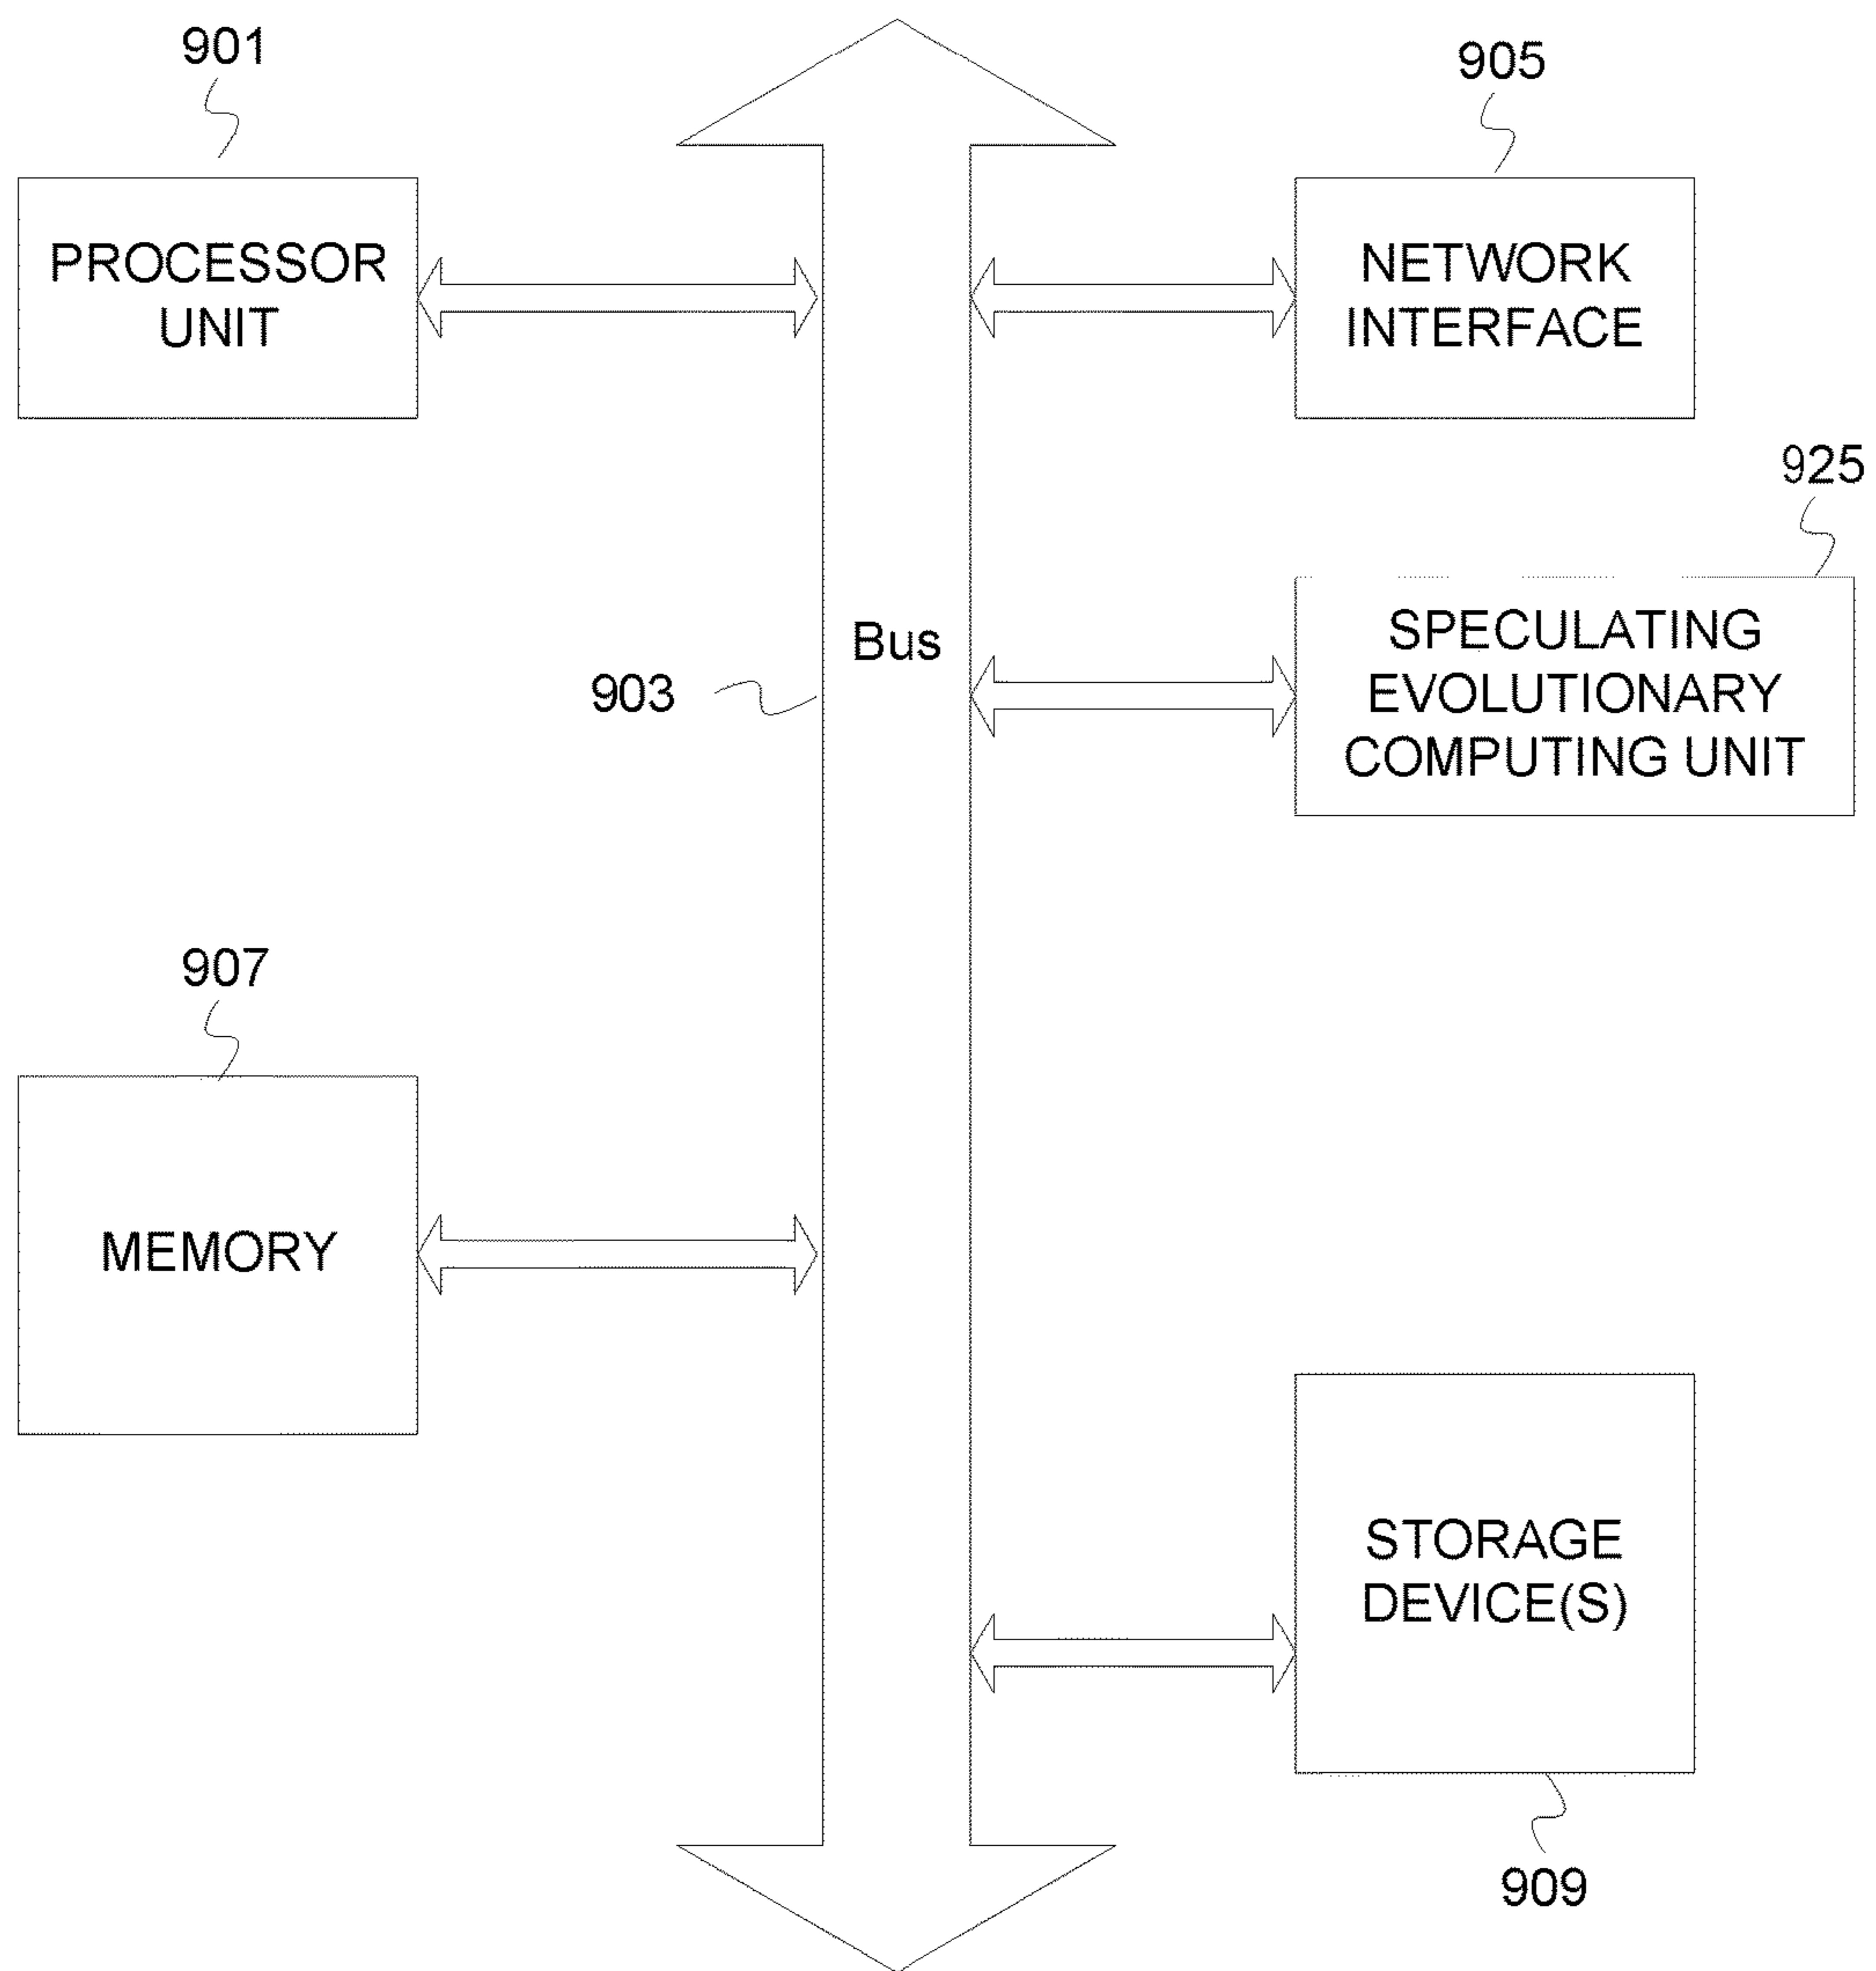 901
905
PROCESSOR
UNIT
NETWORK
INTERFACE
925
Bus
903
SPECULATING
EVOLUTIONARY
COMPUTING UNIT
907
MEMORY
STORAGE
DEVICE(S)
909